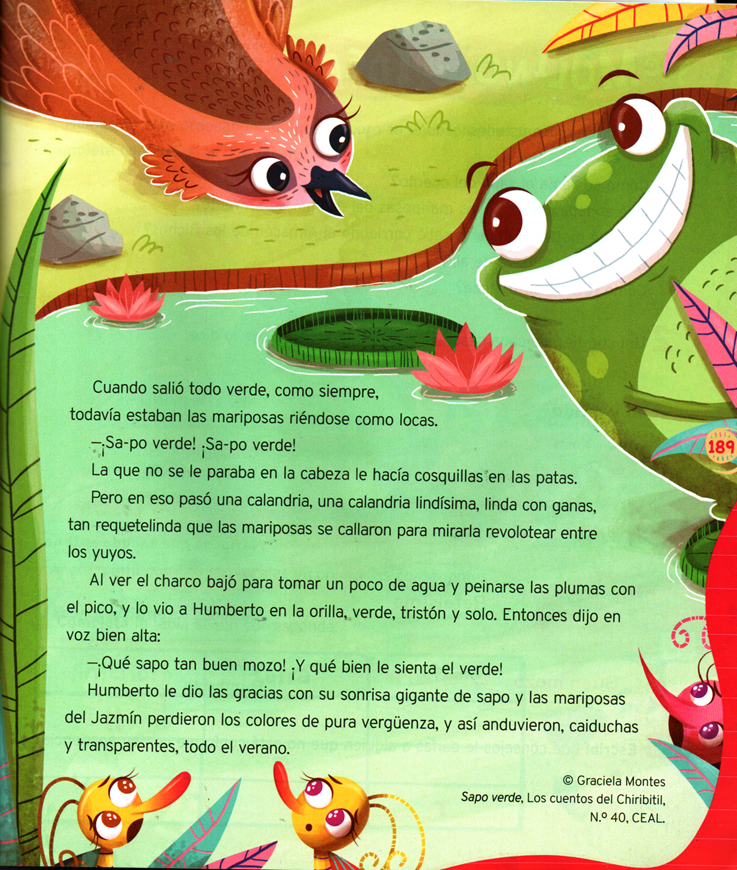 Cuando salió todo verde, como siempre,
todavía estaban las mariposas riéndose como locas.
—¡Sa-po verde! ¡Sa-po verde!
La que no se le paraba en la cabeza le hacía cosquillas en las patas.
Pero en eso pasó una calandria, una calandria lindísima, linda con ganas,
tan requetelinda que las mariposas se callaron para mirarla revolotear entre
los yuyos.
Al ver el charco bajó para tomar un poco de agua y peinarse las plumas con
el pico, y lo vio a Humberto en la orilla, verde, tristón y solo. Entonces dijo en
voz bien alta:
—¡Qué sapo tan buen mozo! ¡Y qué bien le sienta el verde!
Humberto le dio las gracias con su sonrisa gigante de sapo y las mariposas
del Jazmín perdieron los colores de pura vergüenza, y así anduvieron, caiduchas
y transparentes, todo el verano.
© Graciela Montes
Sapo verde, Los cuentos del Chiribitil,
N.º 40, CEAL.
189